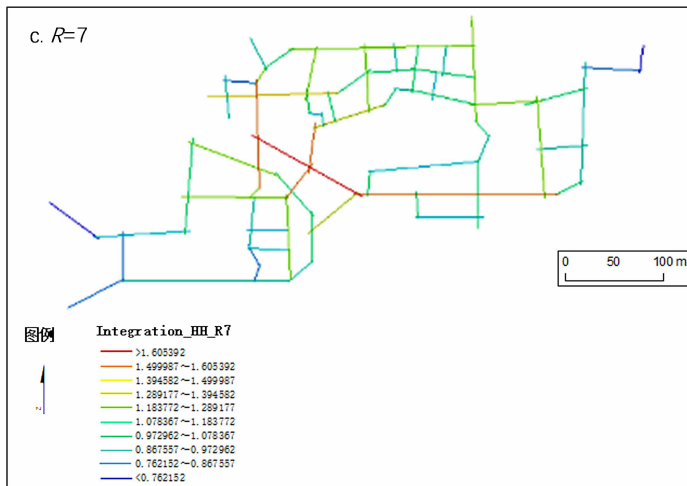 c. R=7
0 50 100 m
图例 Integration_HH_R7
>1.605392
1.499987～1.605392
1.394582～1.499987
1.289177～1.394582
1.183772～1.289177
1.078367～1.183772
0.972962～1.078367
0.867557～0.972962
0.762152～0.867557
<0.762152
N